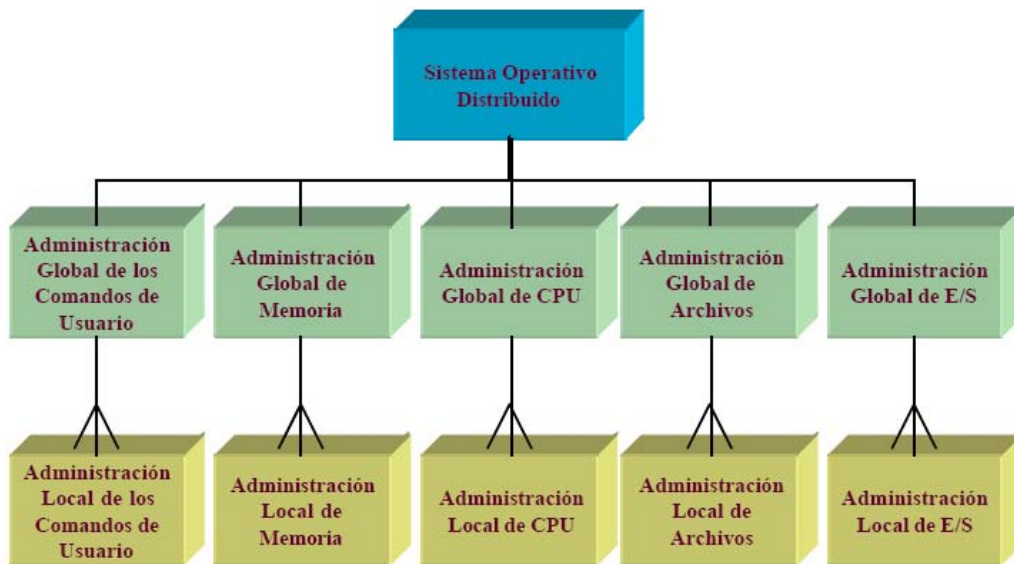 Sistema Operativo
Distribuido
Administración
Global de los
Comandos de
Usuario
Administración
Global de
Memoria
Administración
Global de CPU
Administración
Global de
Archivos
Administración
Global de E/S
Administración
Local de los
Comandos de
Usuario
Administración
Local de
Memoria
Administración
Local de CPU
Administración
Local de
Archivos
Administración
Local de E/S